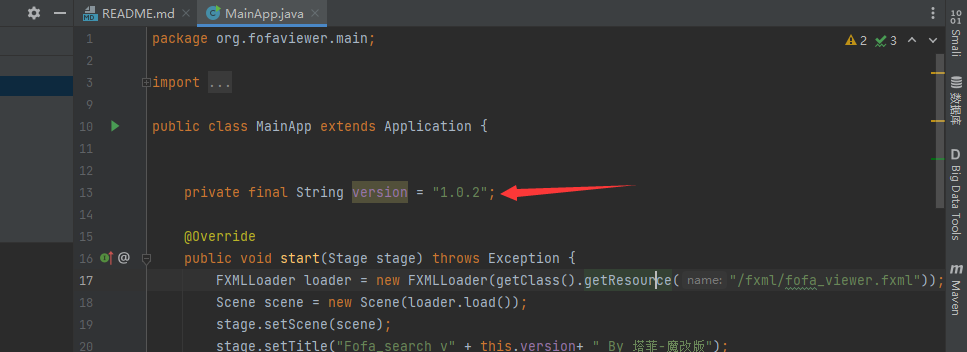 README.md MainApp.java
1 package org.fofaviewer.main; 2 3
2
3 import ...
9
10 public class MainApp extends Application {
11
12
13 private final String version = "1.0.2";
14
15 @Override
16 @ public void start(Stage stage) throws Exception {
17 FXMLLoader loader = new FXMLLoader(getClass().getResource( name: "/fxml/fofa_viewer.fxml"));
18 Scene scene = new Scene(loader.load());
19 stage.setScene(scene);
20 stage.setTitle("Fofa_search v" + this.version+ " By 塔菲-魔改版");
Smali
数据库
D Big Data Tools
m Maven